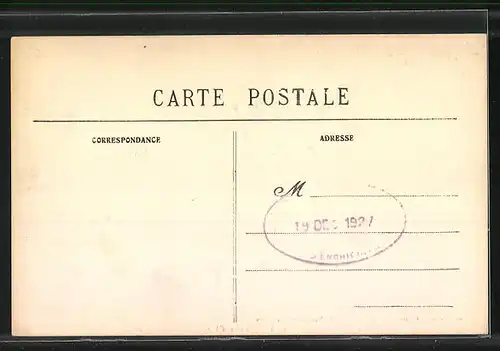 CARTE POSTALE
CORRESPONDANCE
ADRESSE
M
19 DEC 1927